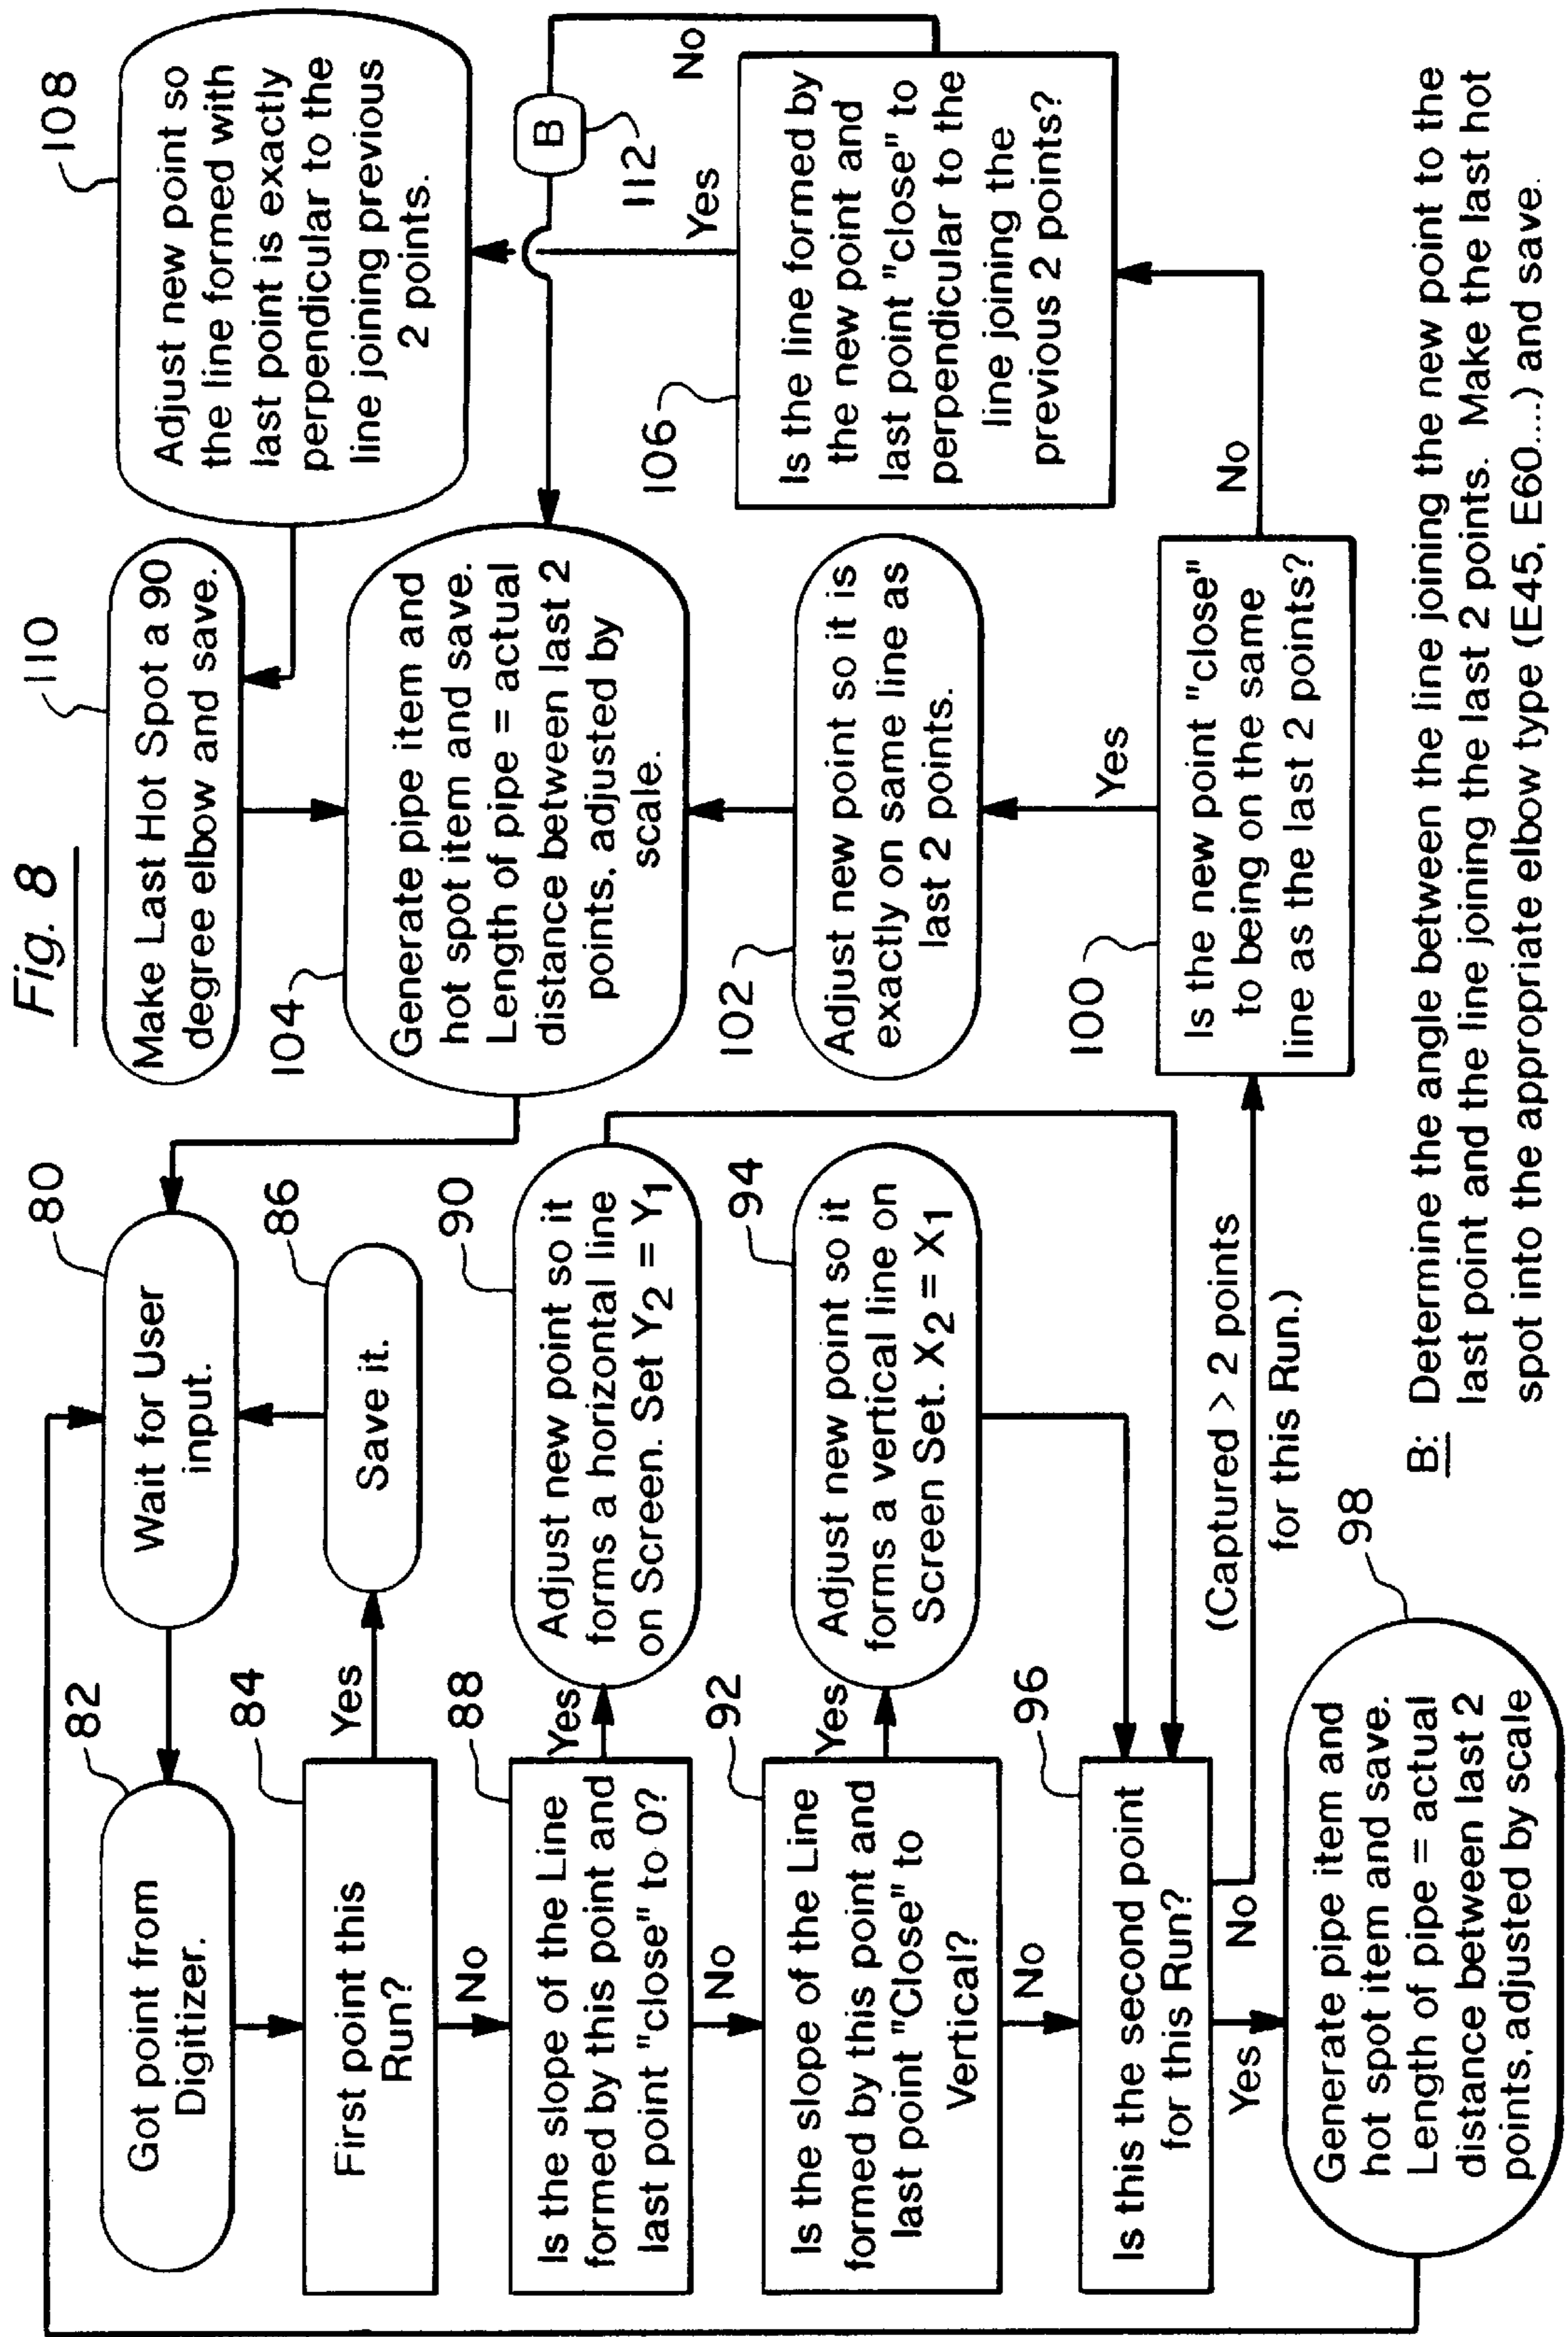 Fig. 8
80
Wait for User
input.
82
Got point from
Digitizer.
84
First point this
Run?
Yes
86
Save it.
No
88
Is the slope of the Line
formed by this point and
last point "close" to 0?
Yes
90
Adjust new point so it
forms a horizontal line
on Screen. Set Y2 = Y1
No
92
Is the slope of the Line
formed by this point and
last point "Close" to
Vertical?
Yes
94
Adjust new point so it
forms a vertical line on
Screen Set. X2 = X1
No
96
Is this the second point
for this Run?
Yes
No
(Captured > 2 points
for this Run.)
98
Generate pipe item and
hot spot item and save.
Length of pipe = actual
distance between last 2
points, adjusted by scale
100
Is the new point "close"
to being on the same
line as the last 2 points?
Yes
No
102
Adjust new point so it is
exactly on same line as
last 2 points.
104
Generate pipe item and
hot spot item and save.
Length of pipe = actual
distance between last 2
points, adjusted by
scale.
106
Is the line formed by
the new point and
last point "close" to
perpendicular to the
line joining the
previous 2 points?
Yes
No
108
Adjust new point so
the line formed with
last point is exactly
perpendicular to the
line joining previous
2 points.
110
Make Last Hot Spot a 90
degree elbow and save.
B
112
B: Determine the angle between the line joining the new point to the
last point and the line joining the last 2 points. Make the last hot
spot into the appropriate elbow type (E45, E60...) and save.